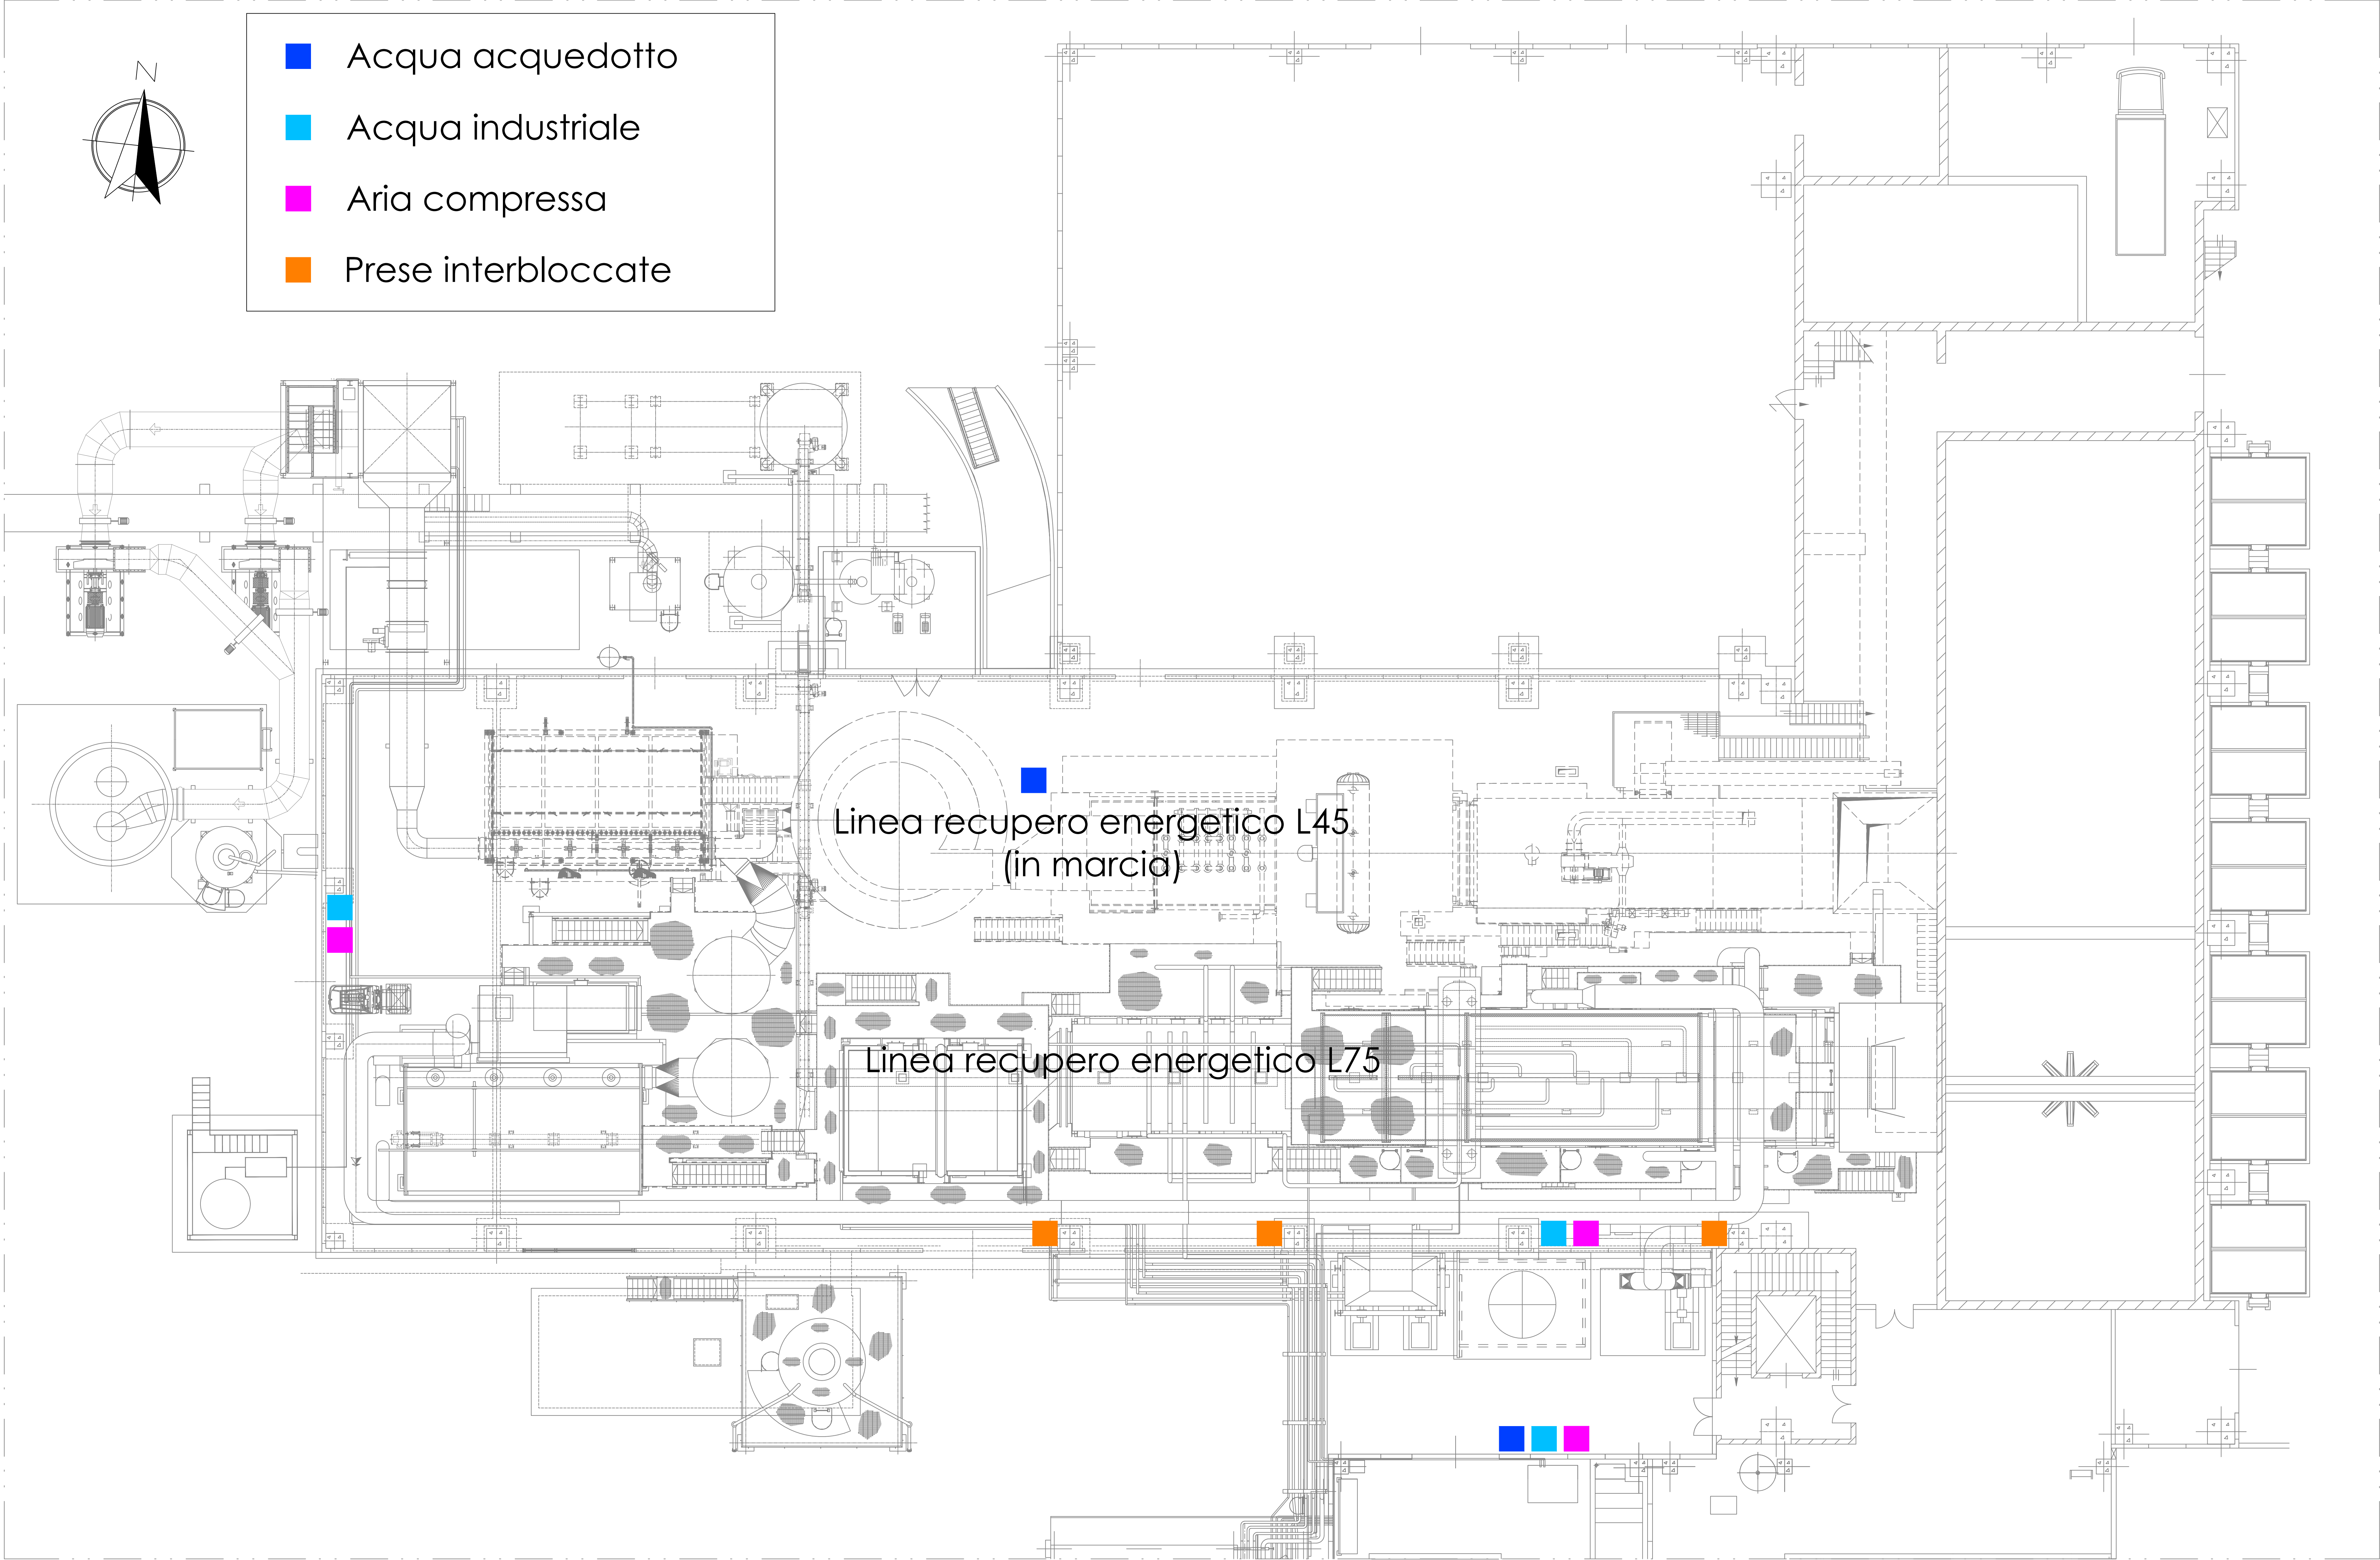 N
Acqua acquedotto
Acqua industriale
Aria compressa
Prese interbloccate
Linea recupero energetico L45
(in marcia)
Linea recupero energetico L75